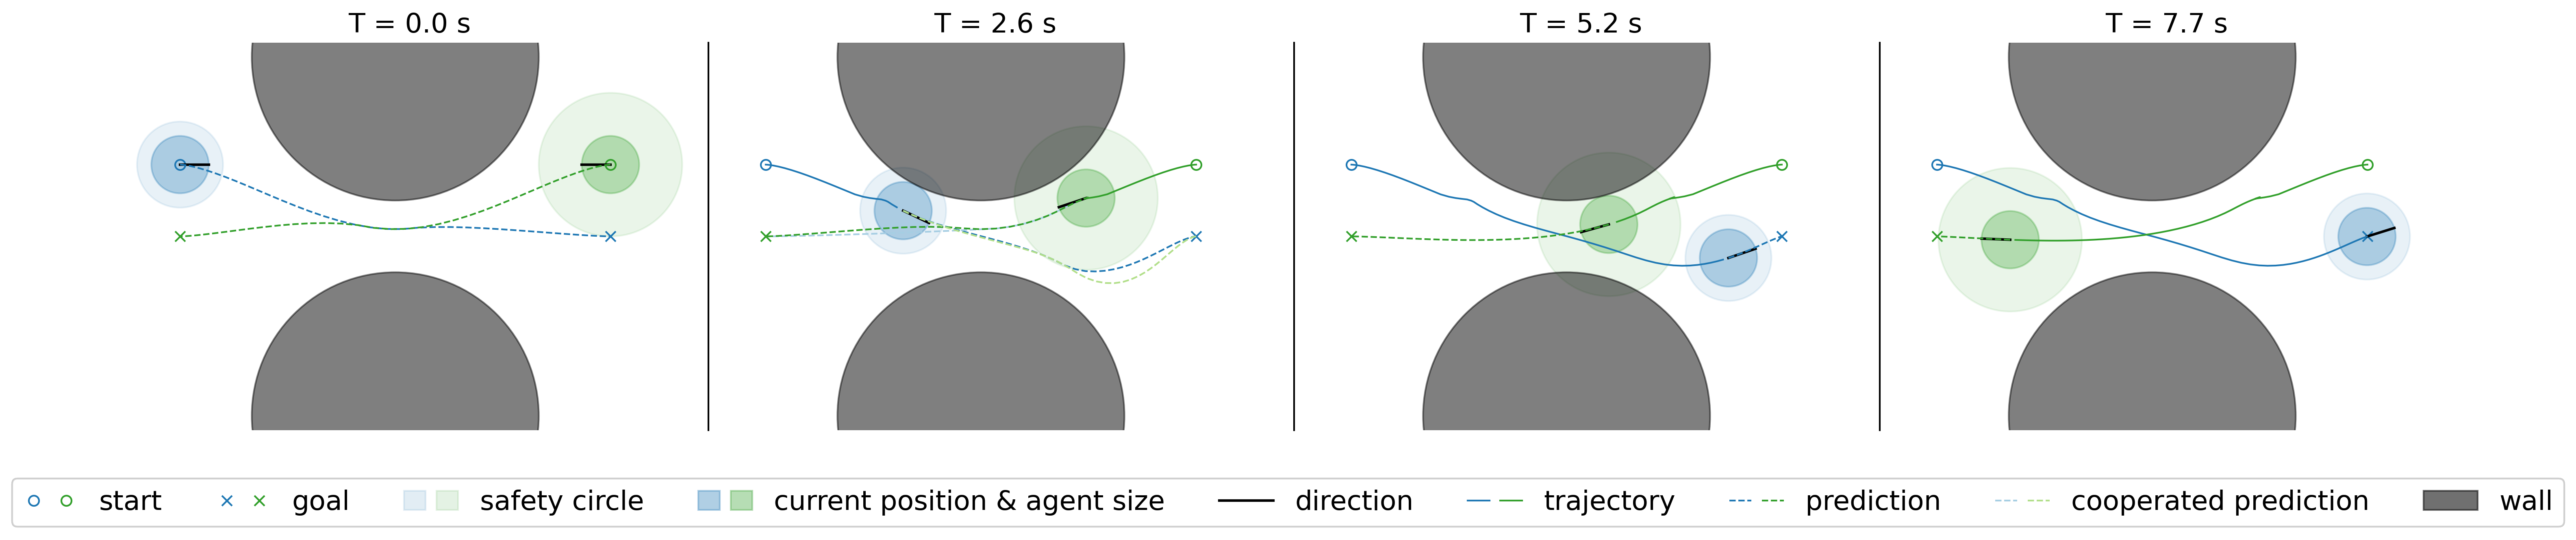 T = 0.0 s
T = 2.6 s
T = 5.2 s
T = 7.7 s
start goal safety circle current position & agent size direction trajectory prediction cooperated prediction wall